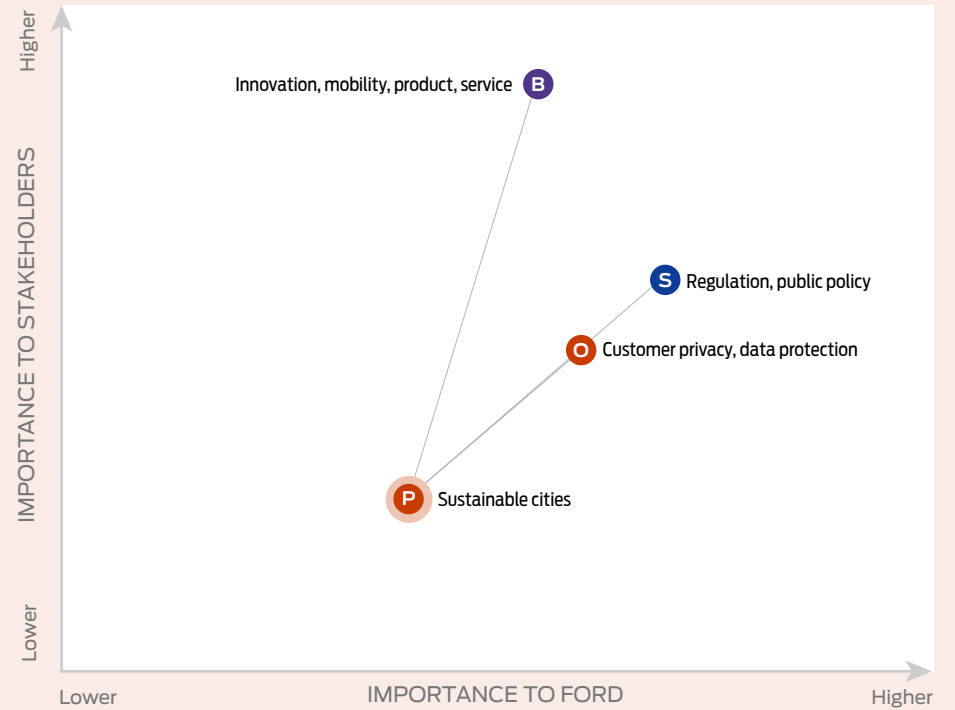 Higher
IMPORTANCE TO STAKEHOLDERS
Lower
Innovation, mobility, product, service B
S Regulation, public policy
O Customer privacy, data protection
P Sustainable cities
Lower IMPORTANCE TO FORD Higher